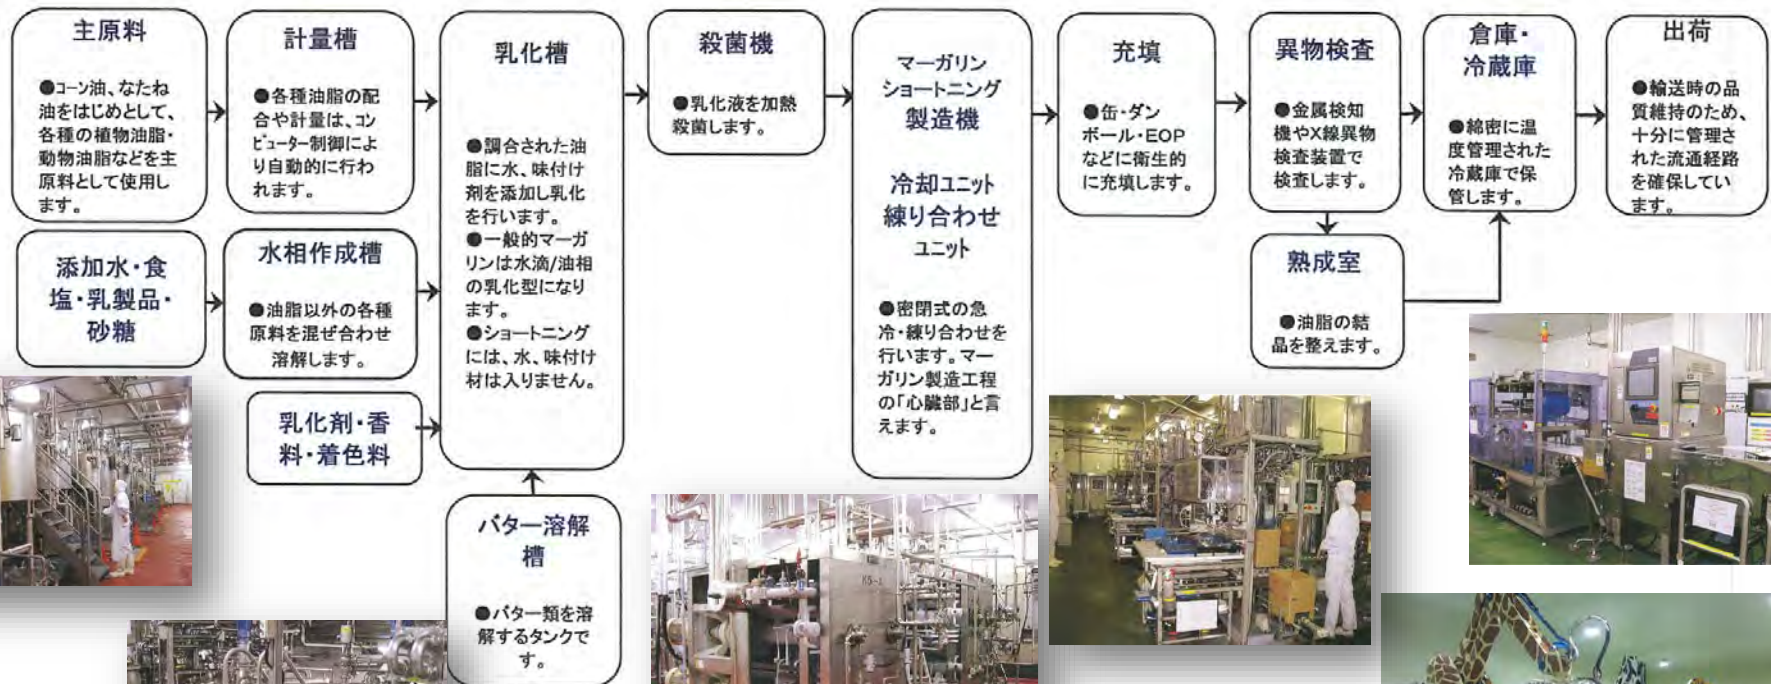 主原料
●コーン油、なたね
油をはじめとして、
各種の植物油脂・
動物油脂などを主
原料として使用し
ます。
計量槽
●各種油脂の配
合や計量は、コン
ピューター制御によ
り自動的に行わ
れます。
乳化槽
●調合された油
脂に水、味付け
剤を添加し乳化
を行います。
●一般的マーガ
リンは水滴/油相
の乳化型になり
ます。
●ショートニング
には、水、味付け
材は入りません。
殺菌機
●乳化液を加熱
殺菌します。
マーガリン
ショートニング
製造機
冷却ユニット
練り合わせ
ユニット
●密閉式の急
冷・練り合わせを
行います。マー
ガリン製造工程
の「心臓部」と言
えます。
充填
●缶・ダン
ボール・EOP
などに衛生的
に充填します。
異物検査
●金属検知
機やX線異物
検査装置で
検査します。
倉庫・
冷蔵庫
●綿密に温
度管理された
冷蔵庫で保
管します。
出荷
●輸送時の品
質維持のため、
十分に管理さ
れた流通経路
を確保してい
ます。
添加水・食
塩・乳製品・
砂糖
水相作成槽
●油脂以外の各種
原料を混ぜ合わせ
溶解します。
熟成室
●油脂の結
晶を整えます。
乳化剤・香
料・着色料
バター溶解
槽
●バター類を溶
解するタンクで
す。